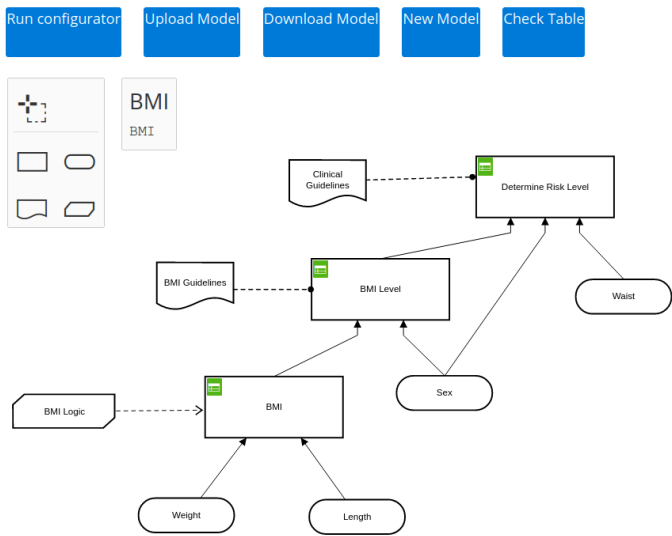 Run configurator
Upload Model
Download Model
New Model
Check Table
BMI
BMI
Clinical
Guidelines
Determine Risk Level
BMI Guidelines
BMI Level
Waist
BMI Logic
BMI
Sex
Weight
Length